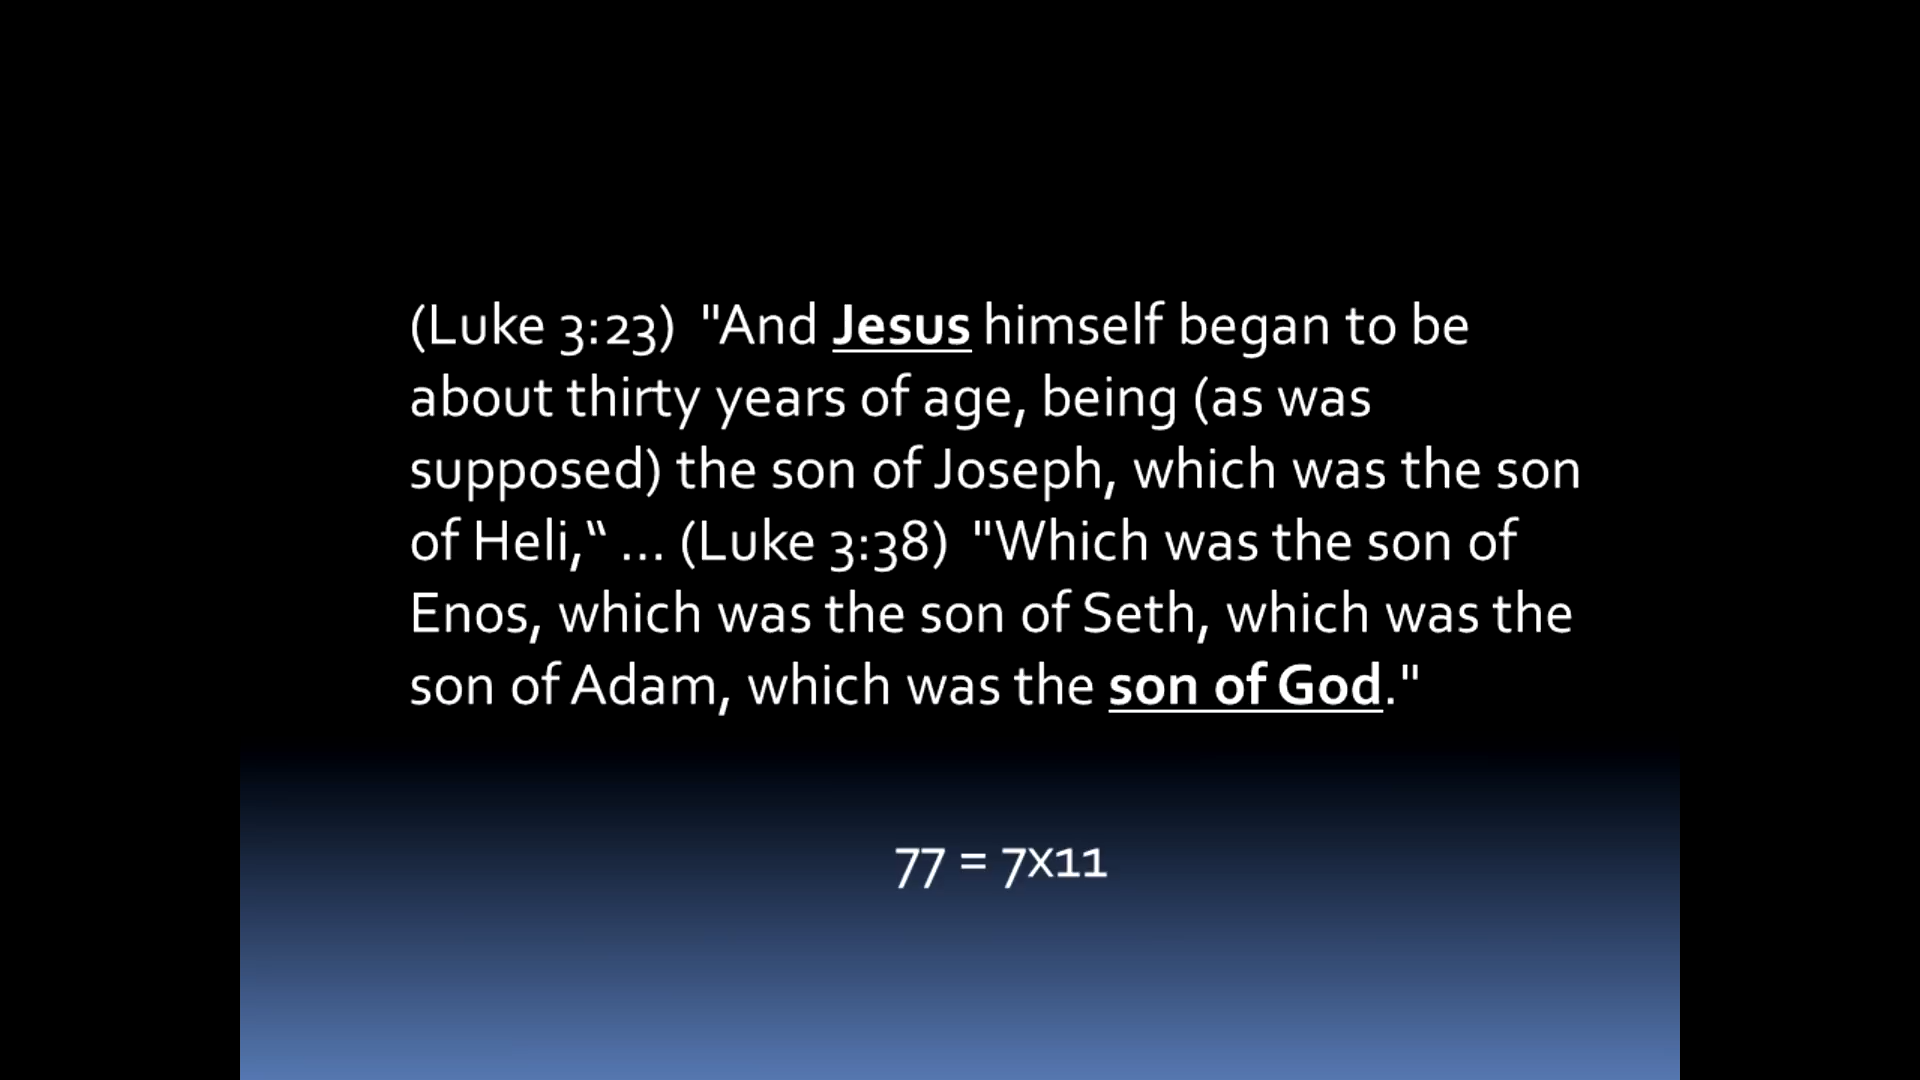 (Luke 3:23)  "And Jesus himself began to be
about thirty years of age, being (as was
supposed) the son of Joseph, which was the son
of Heli,“ ... (Luke 3:38)  "Which was the son of
Enos, which was the son of Seth, which was the
son of Adam, which was the son of God."
77 = 7x11